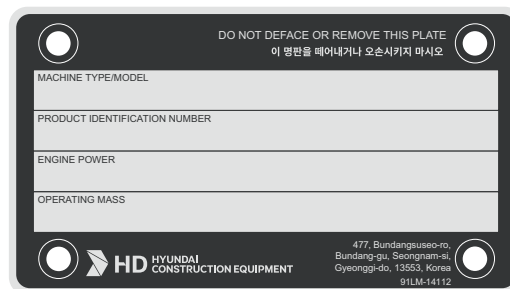 DO NOT DEFACE OR REMOVE THIS PLATE
이 명판을 떼어내거나 오손시키지 마시오
MACHINE TYPE/MODEL
PRODUCT IDENTIFICATION NUMBER
ENGINE POWER
OPERATING MASS
HD HYUNDAI
CONSTRUCTION EQUIPMENT
477, Bundangsuseo-ro,
Bundang-gu, Seongnam-si,
Gyeonggi-do, 13553, Korea
91LM-14112